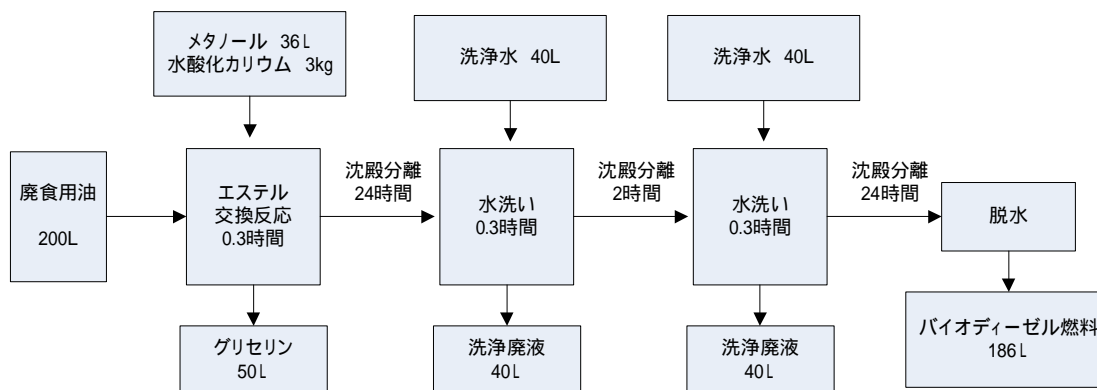 メタノール 36L
水酸化カリウム 3kg
洗浄水 40L
洗浄水 40L
廃食用油
200L
エステル
交換反応
0.3時間
沈殿分離
24時間
水洗い
0.3時間
沈殿分離
2時間
水洗い
0.3時間
沈殿分離
24時間
脱水
グリセリン
50L
洗浄廃液
40L
洗浄廃液
40L
バイオディーゼル燃料
186L